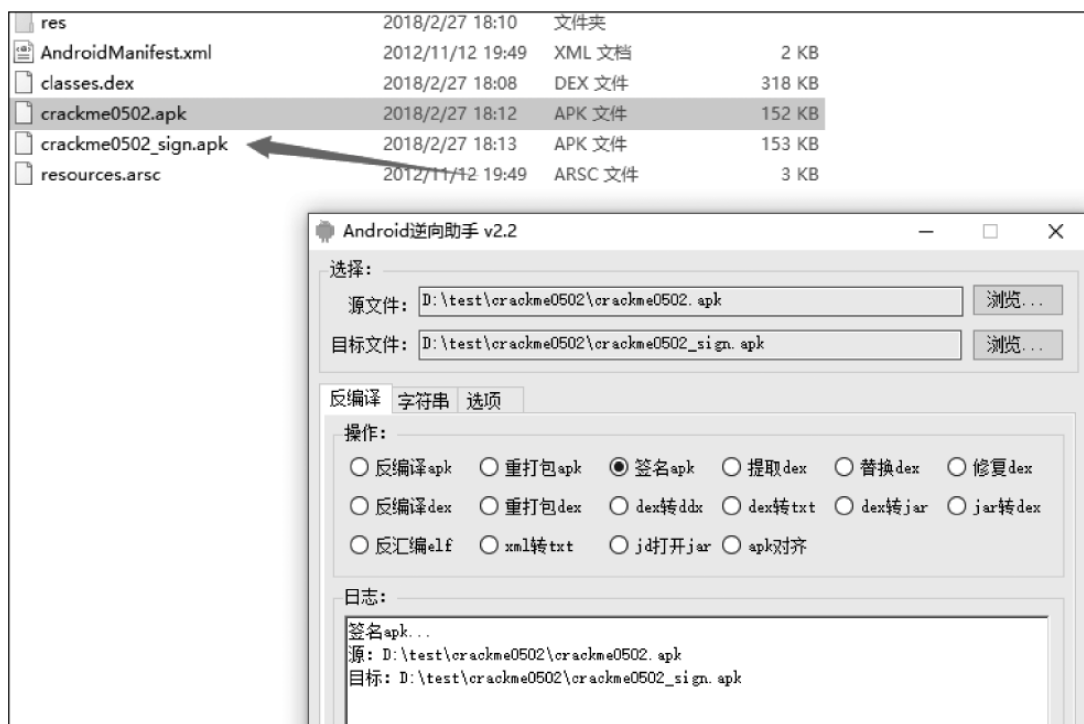 res 2018/2/27 18:10 文件夹
AndroidManifest.xml 2012/11/12 19:49 XML 文档 2 KB
classes.dex 2018/2/27 18:08 DEX 文件 318 KB
crackme0502.apk 2018/2/27 18:12 APK 文件 152 KB
crackme0502_sign.apk 2018/2/27 18:13 APK 文件 153 KB
resources.arsc 2012/11/12 19:49 ARSC 文件 3 KB
Android逆向助手 v2.2
选择:
源文件: D:\test\crackme0502\crackme0502.apk 浏览...
目标文件: D:\test\crackme0502\crackme0502_sign.apk 浏览...
反编译 字符串 选项
操作:
反编译apk 重打包apk 签名apk 提取dex 替换dex 修复dex
反编译dex 重打包dex dex转ddx dex转txt dex转jar jar转dex
反汇编elf xml转txt jd打开jar apk对齐
日志:
签名apk...
源: D:\test\crackme0502\crackme0502.apk
目标: D:\test\crackme0502\crackme0502_sign.apk